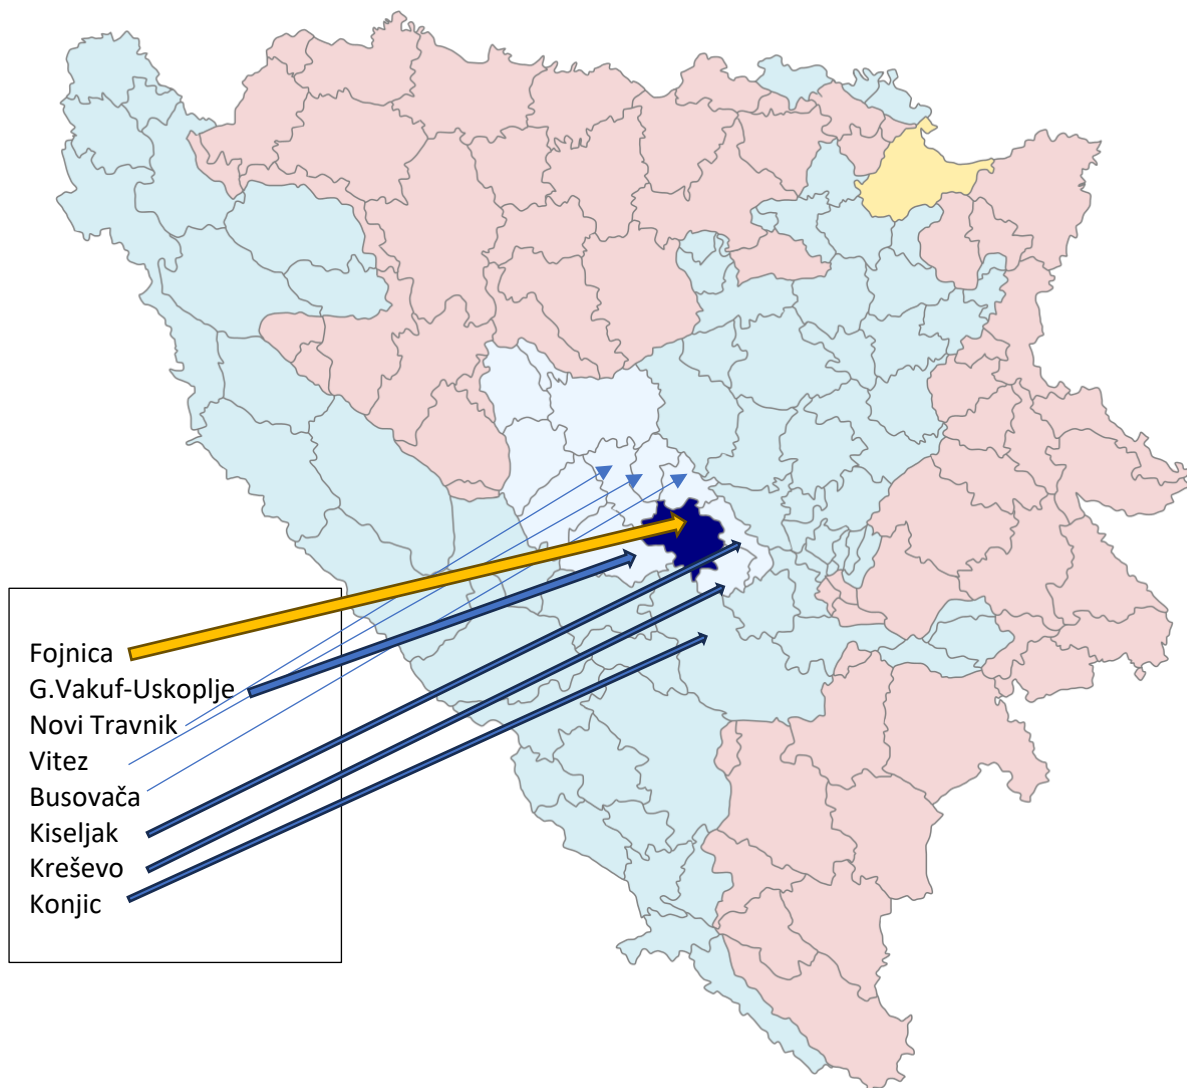 Fojnica
G.Vakuf-Uskoplje
Novi Travnik
Vitez
Busovača
Kiseljak
Kreševo
Konjic